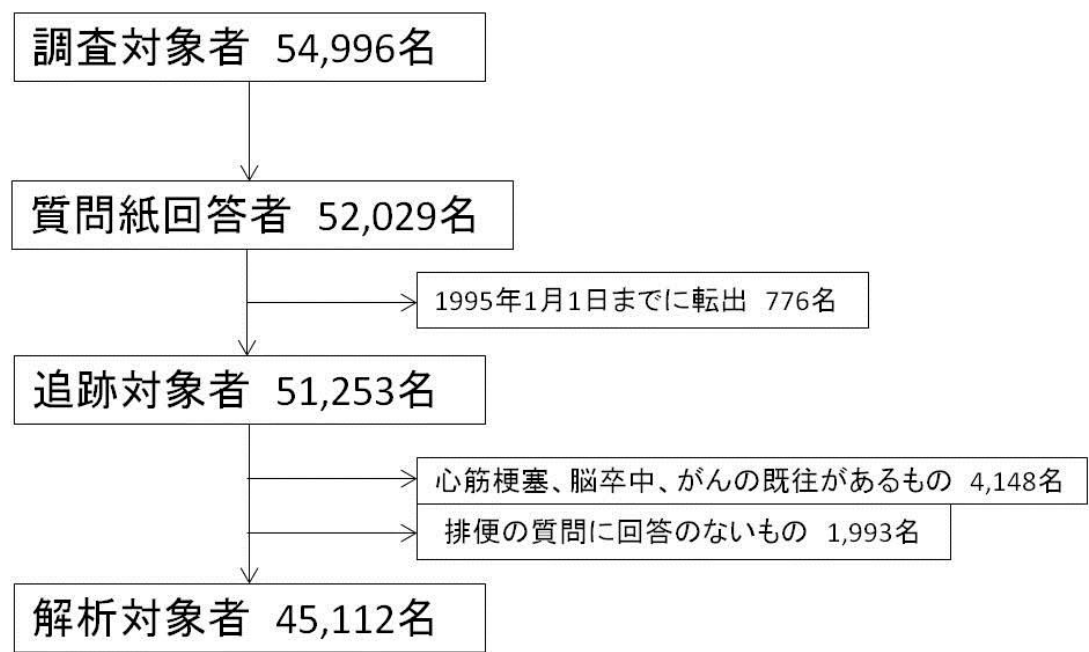 調査対象者 54,996名
質問紙回答者 52,029名
1995年1月1日までに転出 776名
追跡対象者 51,253名
心筋梗塞、脳卒中、がんの既往があるもの 4,148名
排便の質問に回答のないもの 1,993名
解析対象者 45,112名